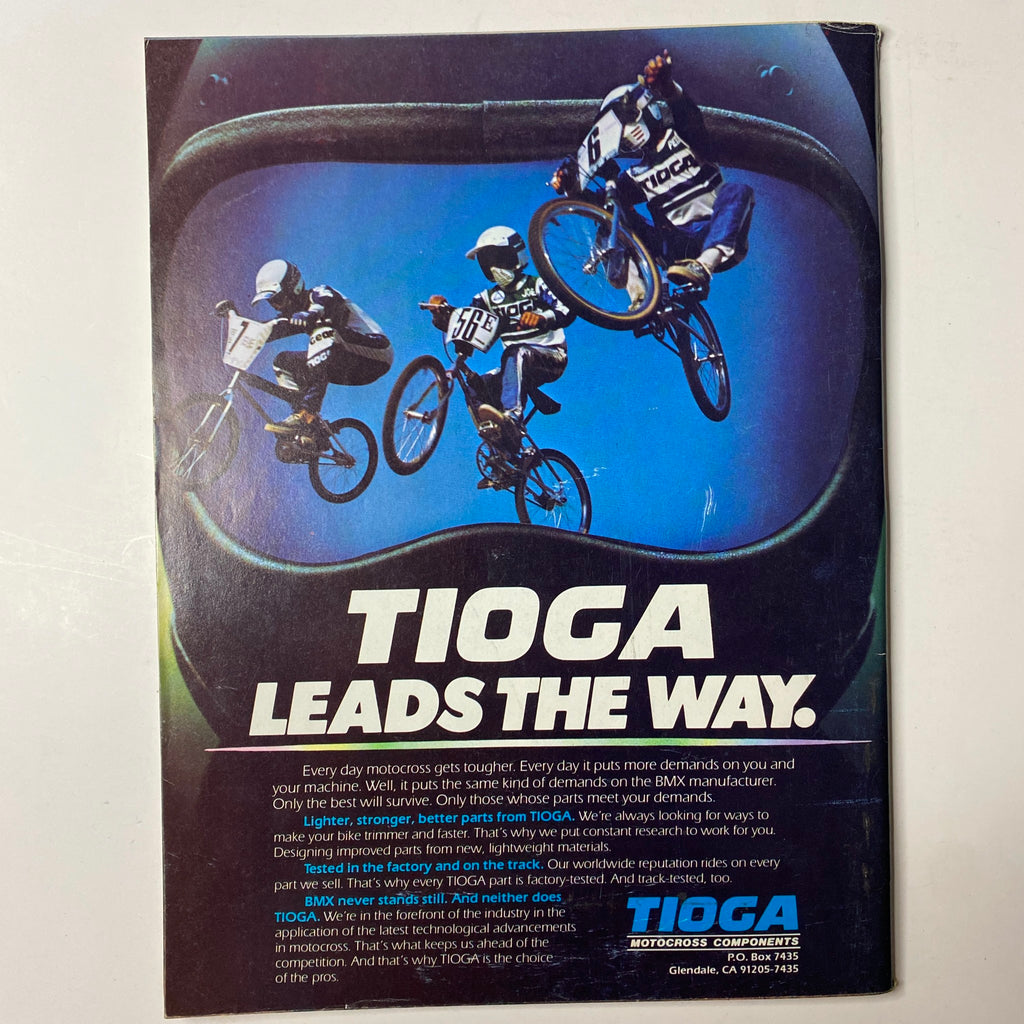 6
TIOGA
JOE
TIOGA
56E
1
Gear
TIOGA
TIOGA
LEADS THE WAY.
Every day motocross gets tougher. Every day it puts more demands on you and
your machine. Well, it puts the same kind of demands on the BMX manufacturer.
Only the best will survive. Only those whose parts meet your demands.
Lighter, stronger, better parts from TIOGA. We're always looking for ways to
make your bike trimmer and faster. That's why we put constant research to work for you.
Designing improved parts from new, lightweight materials.
Tested in the factory and on the track. Our worldwide reputation rides on every
part we sell. That's why every TIOGA part is factory-tested. And track-tested, too.
BMX never stands still. And neither does
TIOGA. We're in the forefront of the industry in the
application of the latest technological advancements
in motocross. That's what keeps us ahead of the
competition. And that's why TIOGA is the choice
of the pros.
TIOGA
MOTOCROSS COMPONENTS
P.O. Box 7435
Glendale, CA 91205-7435